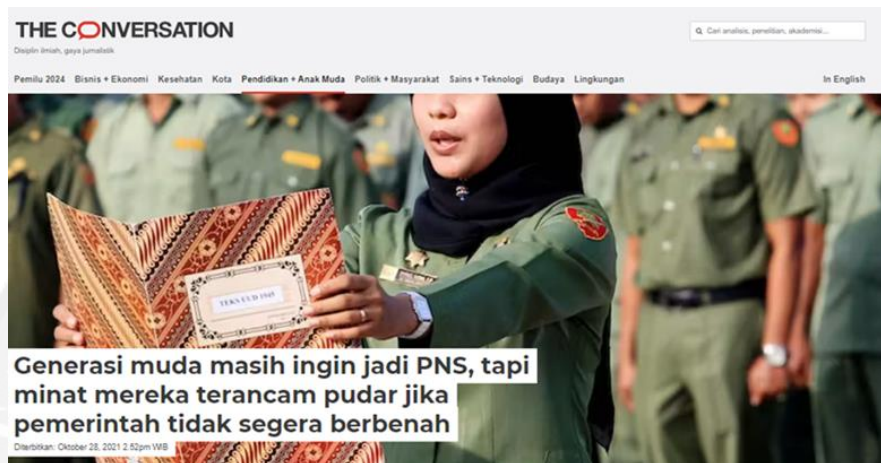 THE CONVERSATION
Disiplin ilmiah, gaya jurnalistik
Cari analisis, penelitian, akademisi...
Pemilu 2024 Bisnis + Ekonomi Kesehatan Kota Pendidikan + Anak Muda Politik + Masyarakat Sains + Teknologi Budaya Lingkungan In English
TEKS UUD 1945
Generasi muda masih ingin jadi PNS, tapi
minat mereka terancam pudar jika
pemerintah tidak segera berbenah
Diterbitkan: Oktober 28, 2021 2.52pm WIB